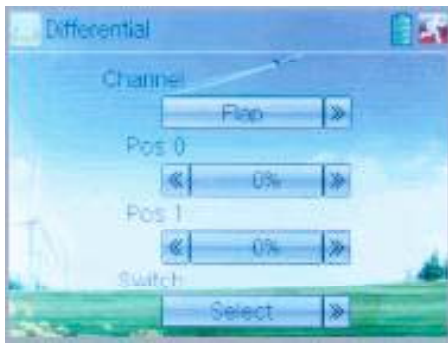 Differential
Channel
Flap
Pos 0
0%
Pos 1
0%
Switch
Select